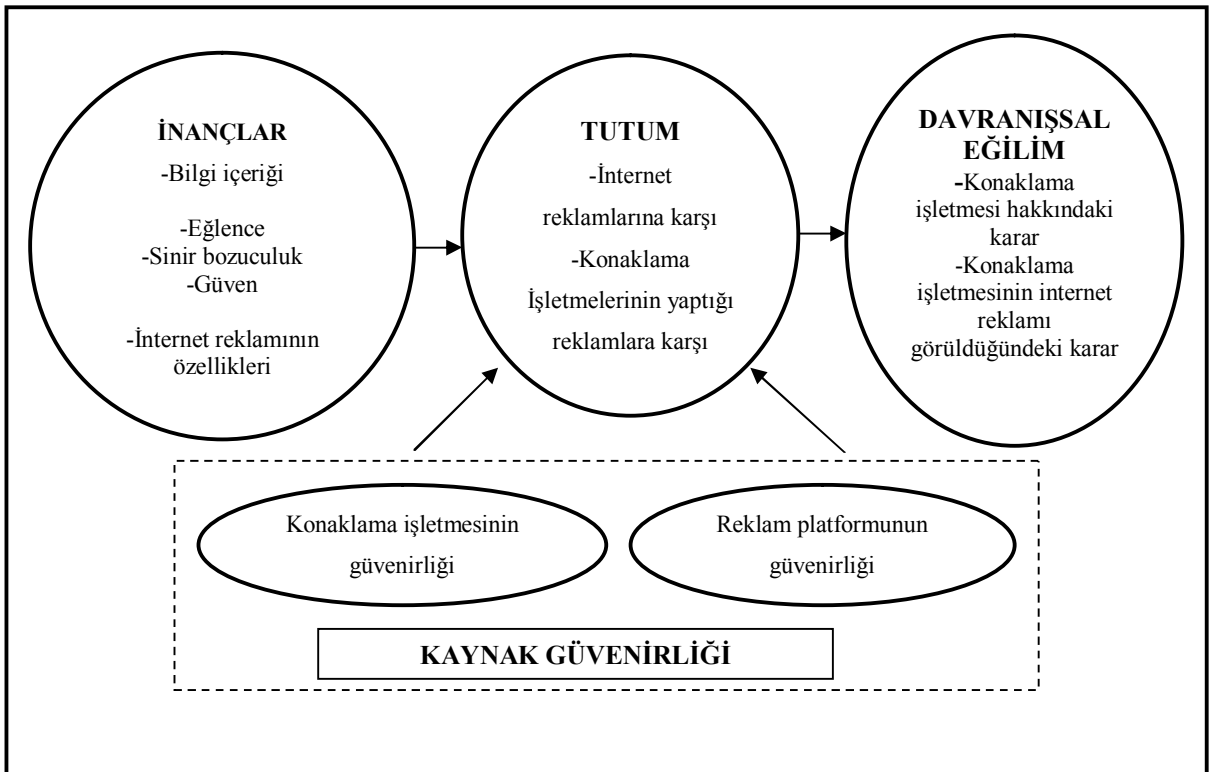 İNANÇLAR
-Bilgi içeriği
-Eğlence
-Sinir bozuculuk
-Güven
-İnternet reklamının
özellikleri
TUTUM
-İnternet
reklamlarına karşı
-Konaklama
İşletmelerinin yaptığı
reklamlara karşı
DAVRANIŞSAL
EĞİLİM
-Konaklama
işletmesi hakkındaki
karar
-Konaklama
işletmesinin internet
reklamı
görüldüğündeki karar
Konaklama işletmesinin
güvenirliği
Reklam platformunun
güvenirliği
KAYNAK GÜVENİRLİĞİ